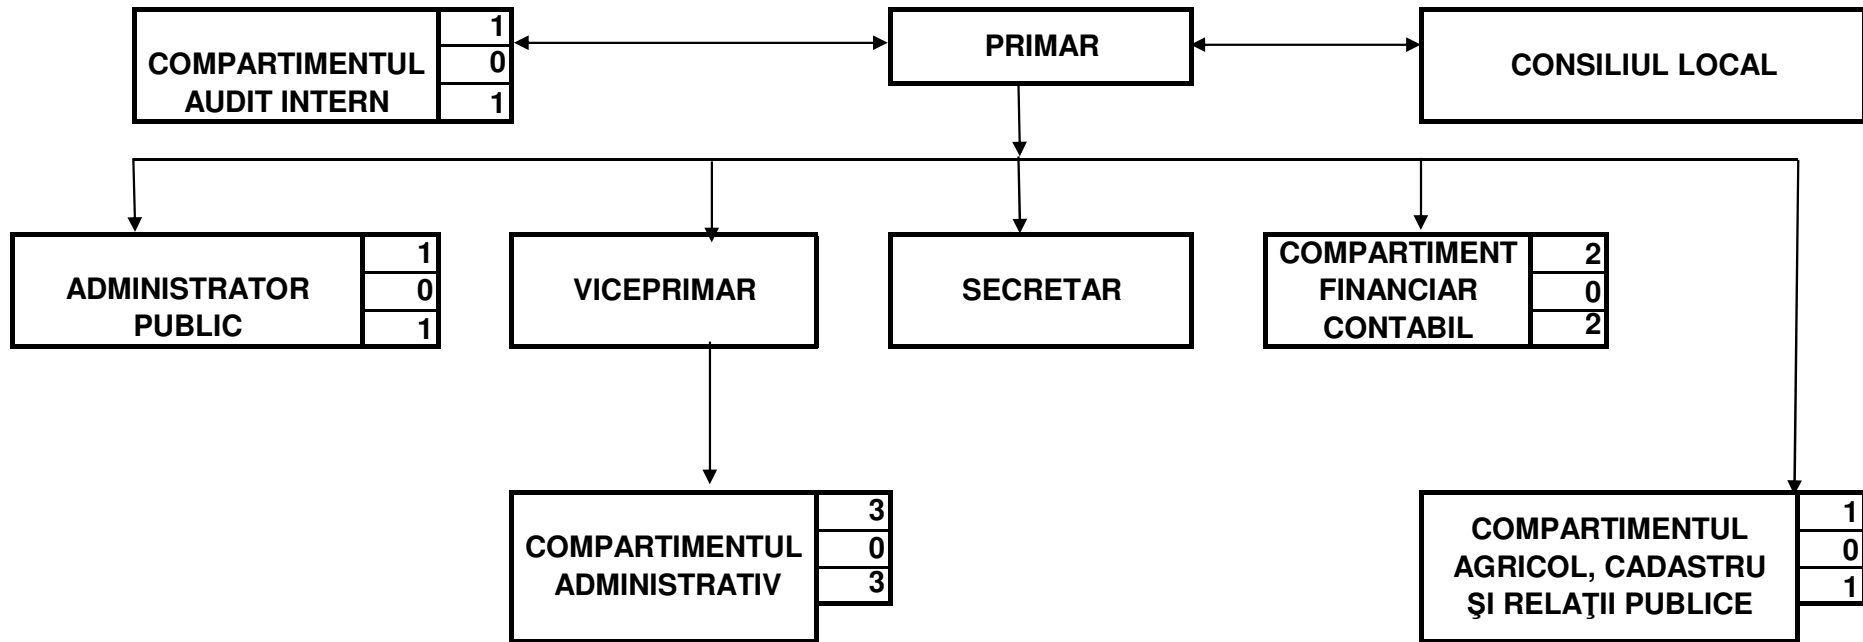 COMPARTIMENTUL
AUDIT INTERN
1
0
1
PRIMAR
CONSILIUL LOCAL
ADMINISTRATOR
PUBLIC
1
0
1
VICEPRIMAR
SECRETAR
COMPARTIMENT
FINANCIAR
CONTABIL
2
0
2
COMPARTIMENTUL
ADMINISTRATIV
3
0
3
COMPARTIMENTUL
AGRICOL, CADASTRU
ŞI RELAŢII PUBLICE
1
0
1